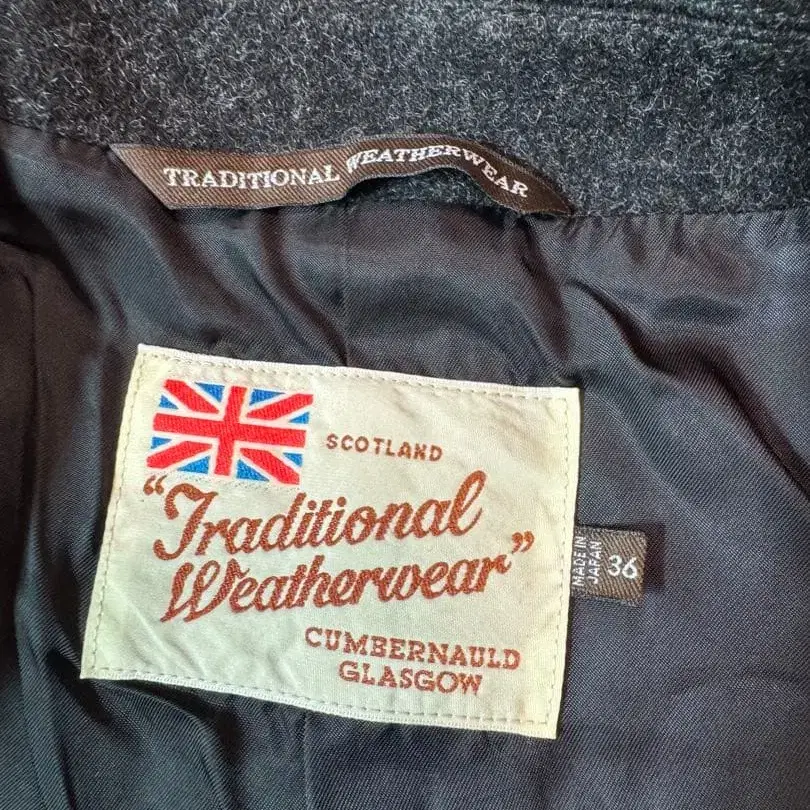 TRADITIONAL WEATHERWEAR
SCOTLAND
“Traditional
Weatherwear”
CUMBERNAULD
GLASGOW
MADE IN
JAPAN
36